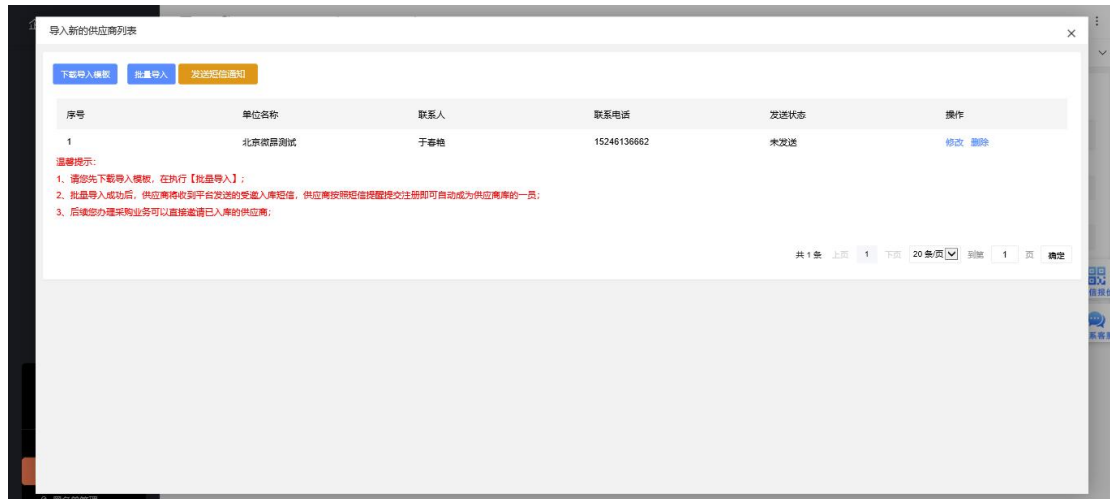 导入新的供应商列表
×
下载导入模板 批量导入 发送短信通知
序号 单位名称 联系人 联系电话 发送状态 操作
1 北京微昂测试 于春艳 15246136662 未发送 修改 删除
温馨提示:
1、请您先下载导入模板，在执行【批量导入】;
2、批量导入成功后，供应商将收到平台发送的受邀入库短信，供应商按照短信提醒提交注册即可自动成为供应商库的一员;
3、后续您办理采购业务可以直接邀请已入库的供应商;
共 1 条 上页 1 下页 20 条/页 到第 1 页 确定